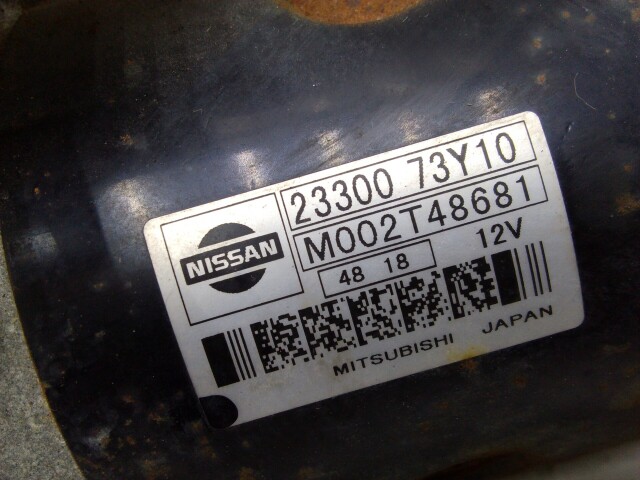 23300 73Y10
NISSAN
M002T48681
48 18
12V
MITSUBISHI JAPAN